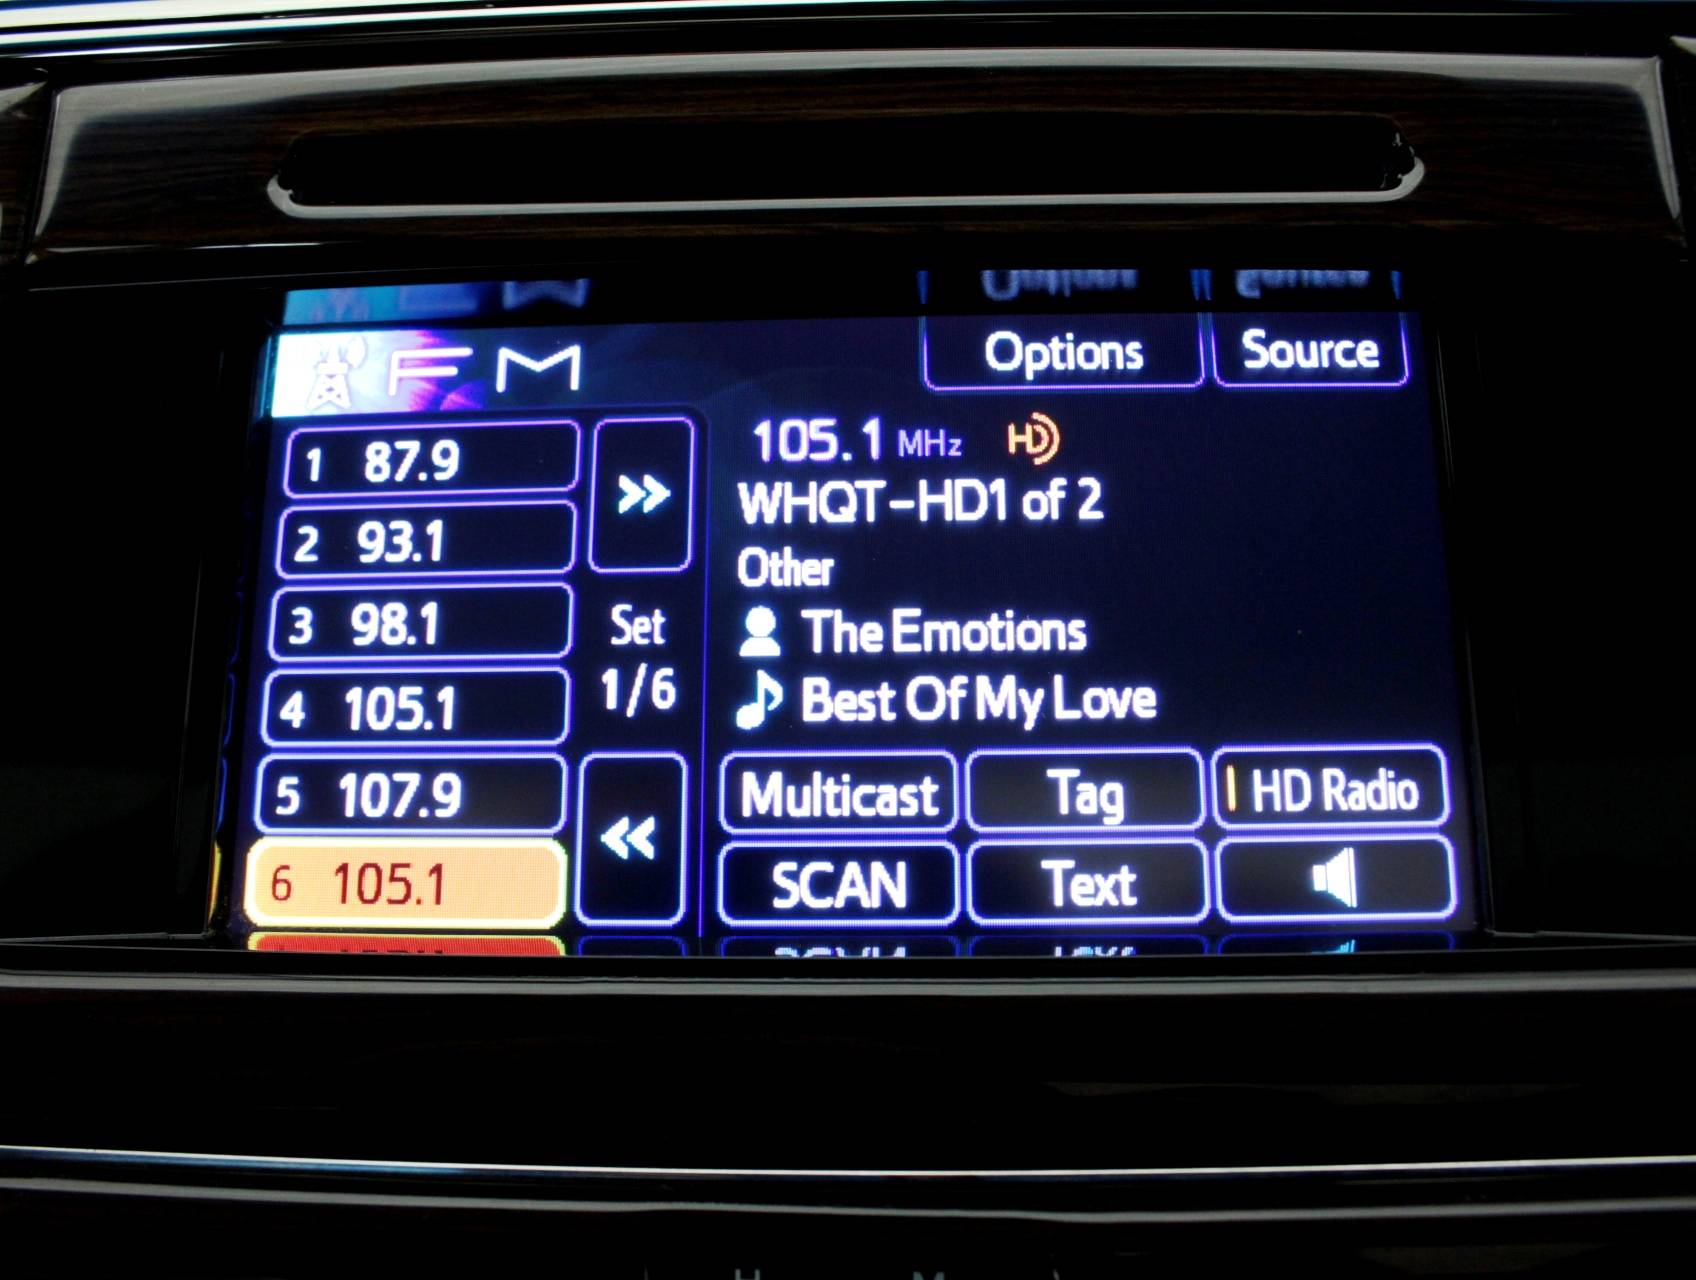 FM
Options
Source
1 87.9
2 93.1
3 98.1
4 105.1
5 107.9
6 105.1
>>
Set
1/6
<<
105.1 MHz HD
WHQT-HD1 of 2
Other
The Emotions
Best Of My Love
Multicast
Tag
HD Radio
SCAN
Text